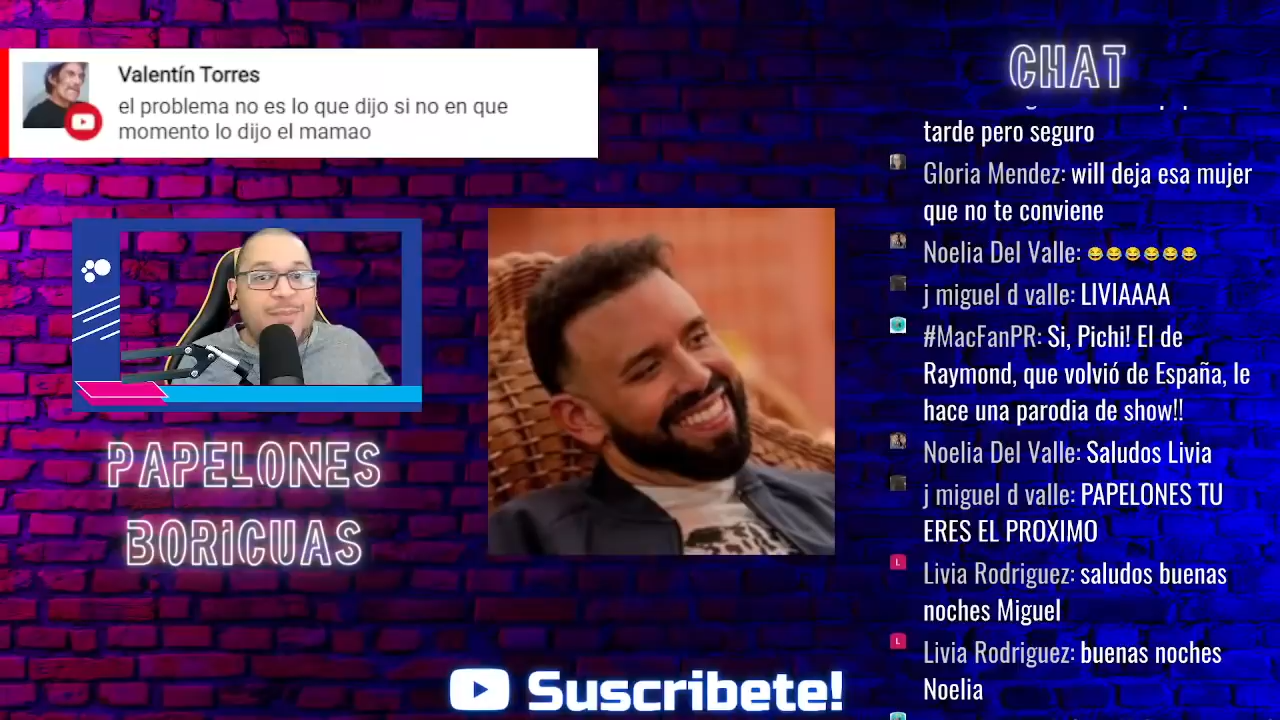 Valentín Torres
el problema no es lo que dijo si no en que
momento lo dijo el mamao
PAPELONES
BORICUAS
Suscribete!
CHAT
tarde pero seguro
Gloria Mendez: will deja esa mujer
que no te conviene
Noelia Del Valle: 😂😂😂😂😂😂
j miguel d valle: LIVIAAAA
#MacFanPR: Si, Pichi! El de
Raymond, que volvió de España, le
hace una parodia de show!!
Noelia Del Valle: Saludos Livia
j miguel d valle: PAPELONES TU
ERES EL PROXIMO
L
Livia Rodriguez: saludos buenas
noches Miguel
L
Livia Rodriguez: buenas noches
Noelia